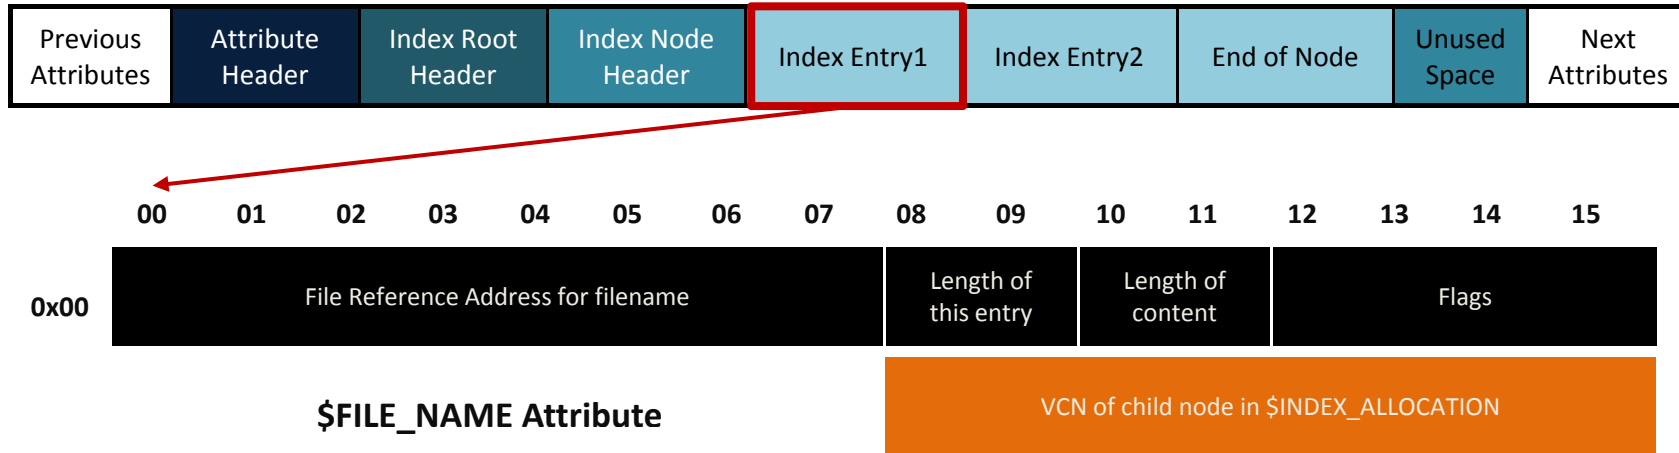 Previous
Attributes
Attribute
Header
Index Root
Header
Index Node
Header
Index Entry1
Index Entry2
End of Node
Unused
Space
Next
Attributes
00 01 02 03 04 05 06 07 08 09 10 11 12 13 14 15
0x00
File Reference Address for filename
Length of
this entry
Length of
content
Flags
$FILE_NAME Attribute
VCN of child node in $INDEX_ALLOCATION